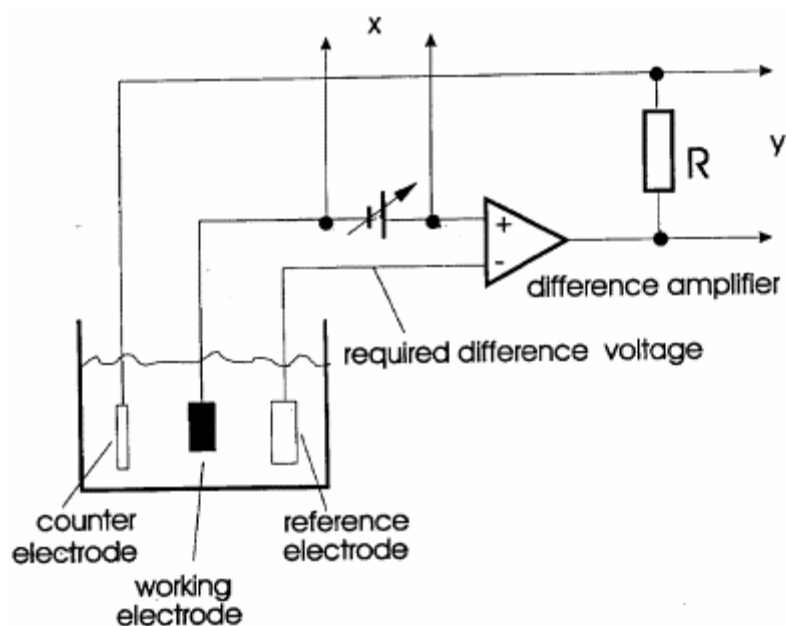 x
y
R
+
-
difference amplifier
required difference voltage
counter
electrode
working
electrode
reference
electrode